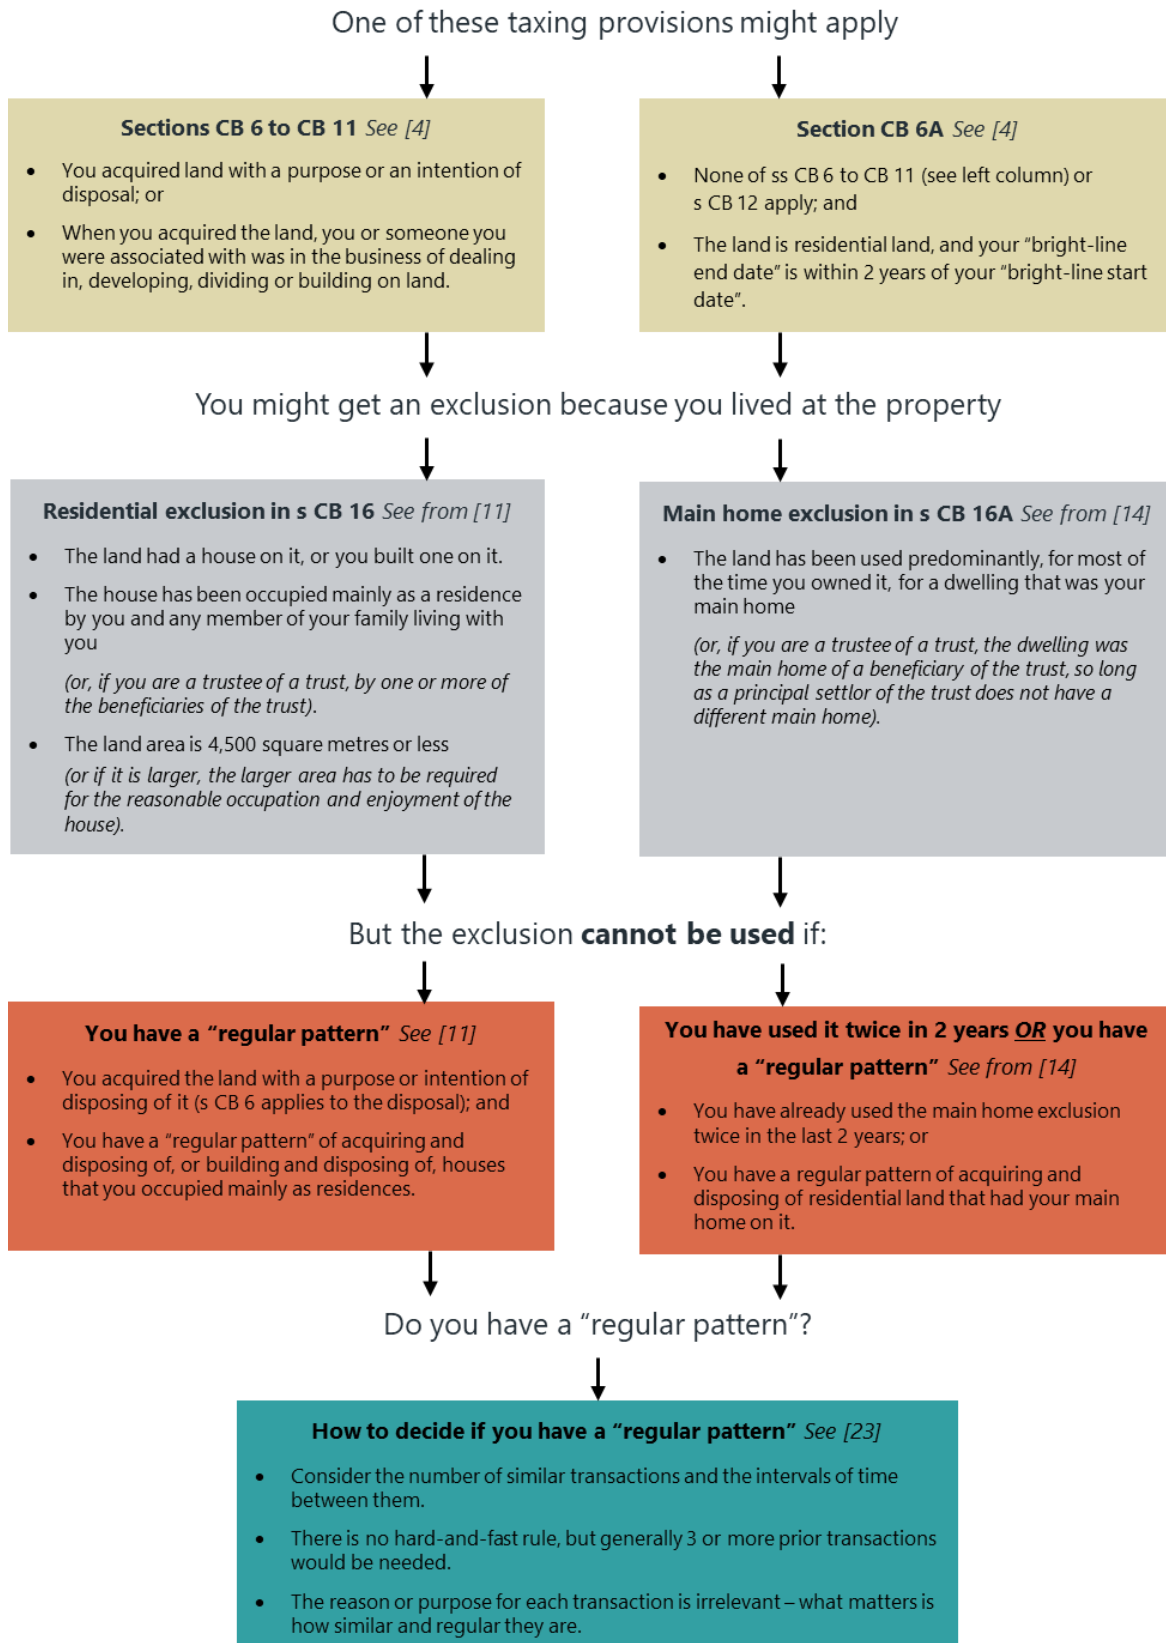 One of these taxing provisions might apply
Sections CB 6 to CB 11 See [4]
• You acquired land with a purpose or an intention of
disposal; or
• When you acquired the land, you or someone you
were associated with was in the business of dealing
in, developing, dividing or building on land.
Section CB 6A See [4]
• None of ss CB 6 to CB 11 (see left column) or
s CB 12 apply; and
• The land is residential land, and your “bright-line
end date” is within 2 years of your “bright-line start
date”.
You might get an exclusion because you lived at the property
Residential exclusion in s CB 16 See from [11]
• The land had a house on it, or you built one on it.
• The house has been occupied mainly as a residence
by you and any member of your family living with
you
(or, if you are a trustee of a trust, by one or more of
the beneficiaries of the trust).
• The land area is 4,500 square metres or less
(or if it is larger, the larger area has to be required
for the reasonable occupation and enjoyment of the
house).
Main home exclusion in s CB 16A See from [14]
• The land has been used predominantly, for most of
the time you owned it, for a dwelling that was your
main home
(or, if you are a trustee of a trust, the dwelling was
the main home of a beneficiary of the trust, so long
as a principal settlor of the trust does not have a
different main home).
But the exclusion cannot be used if:
You have a “regular pattern” See [11]
• You acquired the land with a purpose or intention of
disposing of it (s CB 6 applies to the disposal); and
• You have a “regular pattern” of acquiring and
disposing of, or building and disposing of, houses
that you occupied mainly as residences.
You have used it twice in 2 years OR you have
a “regular pattern” See from [14]
• You have already used the main home exclusion
twice in the last 2 years; or
• You have a regular pattern of acquiring and
disposing of residential land that had your main
home on it.
Do you have a “regular pattern”?
How to decide if you have a “regular pattern” See [23]
• Consider the number of similar transactions and the intervals of time
between them.
• There is no hard-and-fast rule, but generally 3 or more prior transactions
would be needed.
• The reason or purpose for each transaction is irrelevant – what matters is
how similar and regular they are.